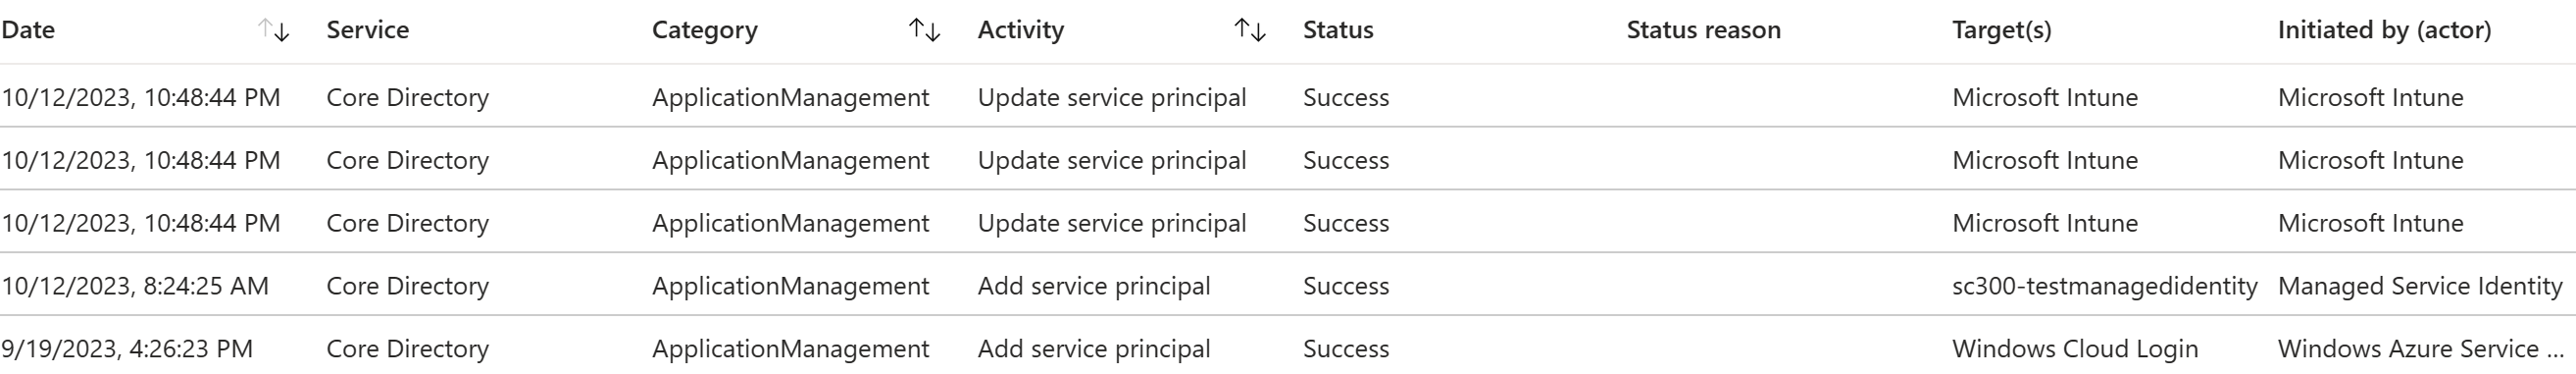 Date Service Category Activity Status Status reason Target(s) Initiated by (actor)
10/12/2023, 10:48:44 PM Core Directory ApplicationManagement Update service principal Success Microsoft Intune Microsoft Intune
10/12/2023, 10:48:44 PM Core Directory ApplicationManagement Update service principal Success Microsoft Intune Microsoft Intune
10/12/2023, 10:48:44 PM Core Directory ApplicationManagement Update service principal Success Microsoft Intune Microsoft Intune
10/12/2023, 8:24:25 AM Core Directory ApplicationManagement Add service principal Success sc300-testmanagedidentity Managed Service Identity
9/19/2023, 4:26:23 PM Core Directory ApplicationManagement Add service principal Success Windows Cloud Login Windows Azure Service ...